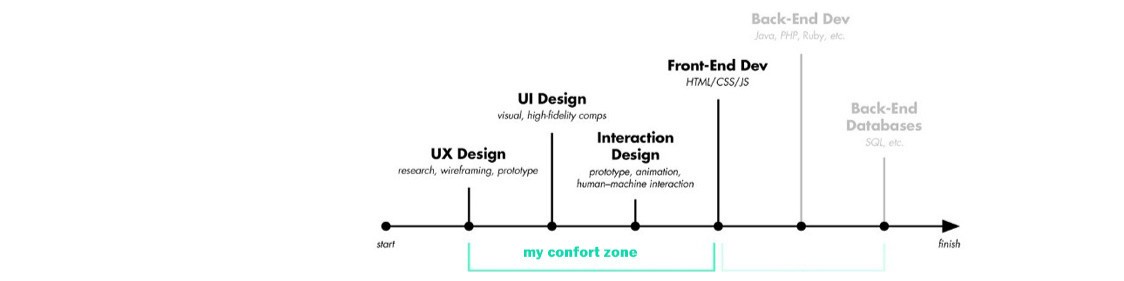 Back-End Dev
Java, PHP, Ruby, etc.
Front-End Dev
HTML/CSS/JS
UI Design
visual, high-fidelity comps
Back-End
Databases
SQL, etc.
Interaction
Design
prototype, animation,
human–machine interaction
UX Design
research, wireframing, prototype
start
my confort zone
finish